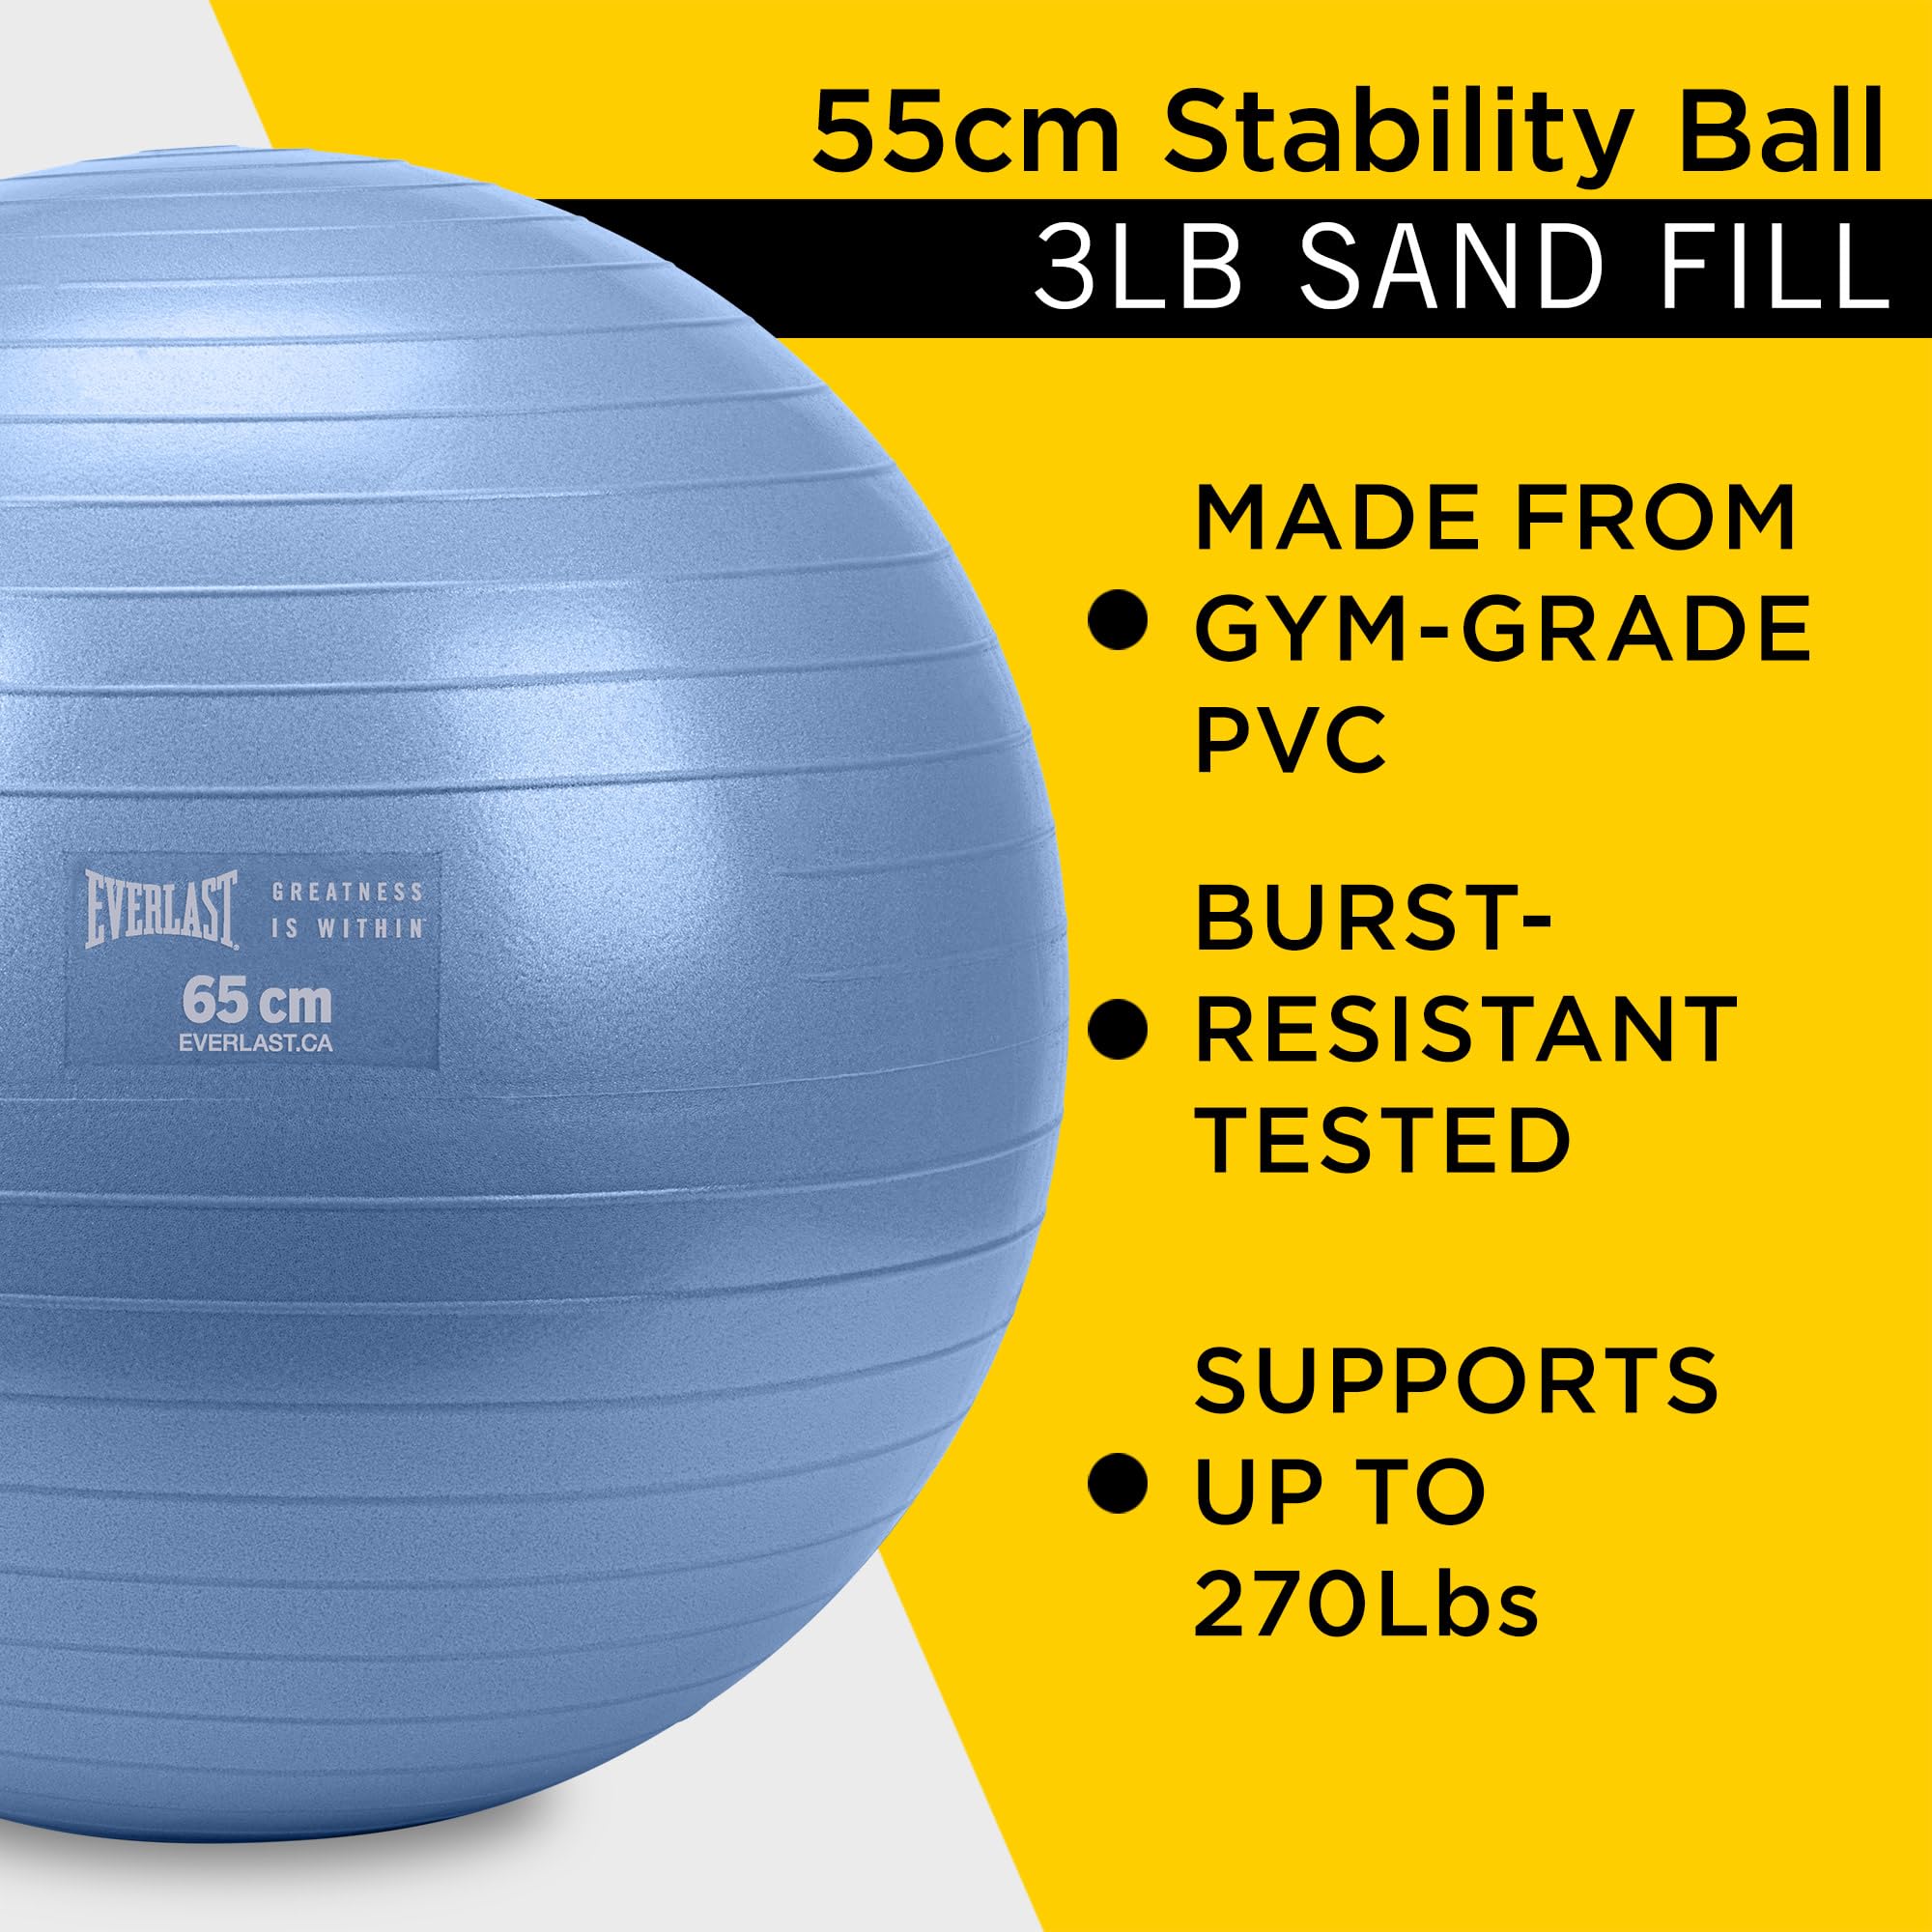 55cm Stability Ball
3LB SAND FILL
MADE FROM
GYM-GRADE
PVC
BURST-
RESISTANT
TESTED
SUPPORTS
UP TO
270Lbs
EVERLAST
GREATNESS
IS WITHIN
65 cm
EVERLAST.CA